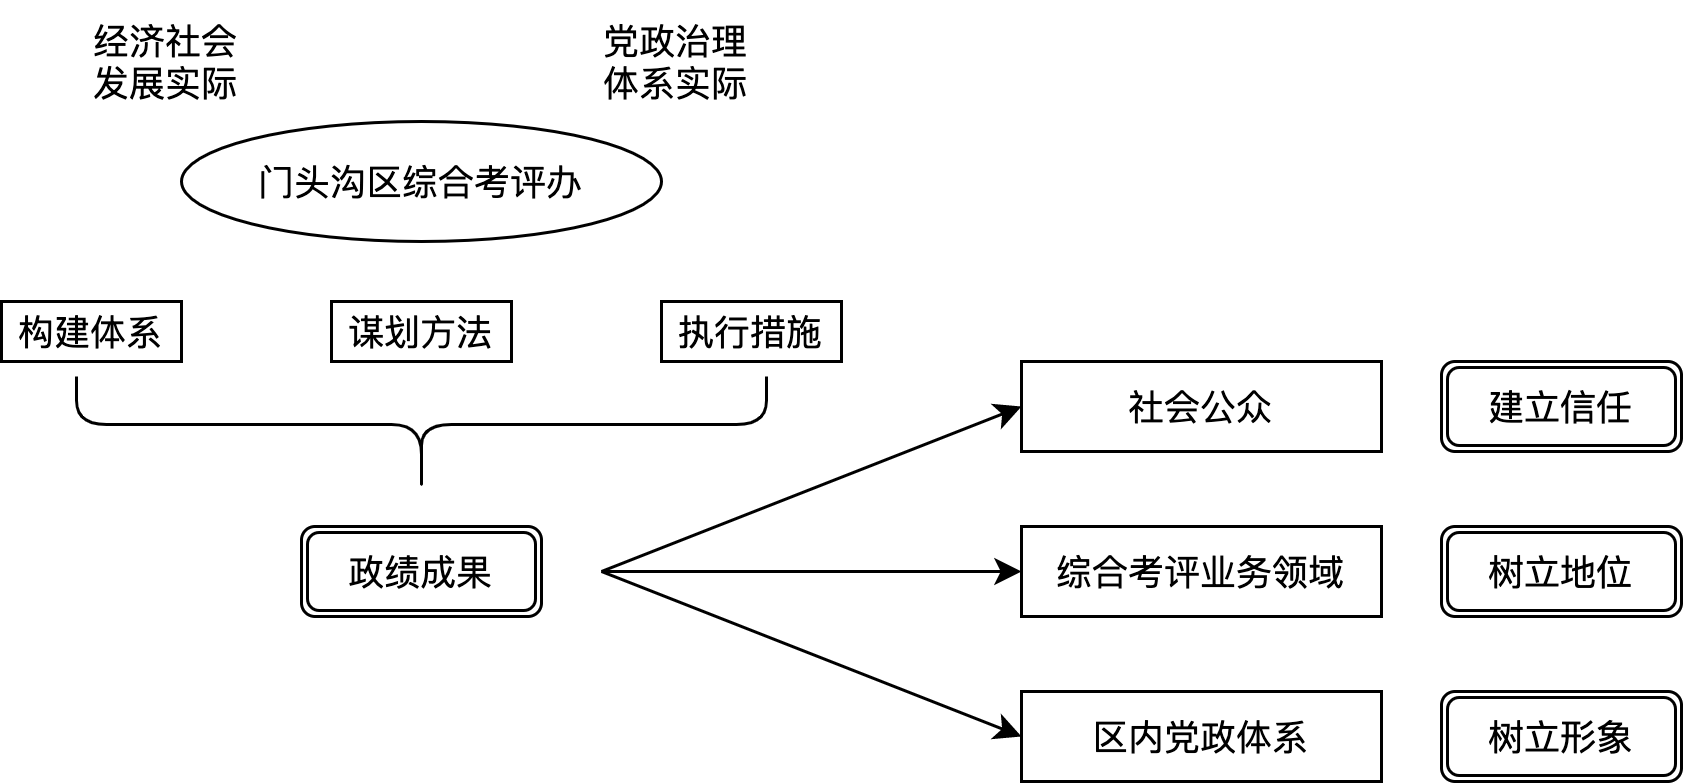 经济社会
发展实际
党政治理
体系实际
门头沟区综合考评办
构建体系
谋划方法
执行措施
社会公众
建立信任
政绩成果
综合考评业务领域
树立地位
区内党政体系
树立形象